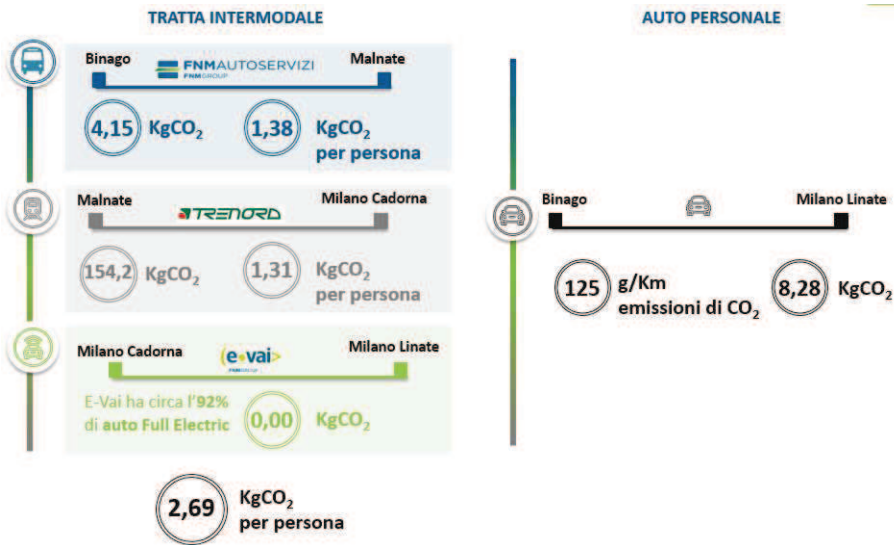 TRATTA INTERMODALE
Binago
FNMAUTOSERVIZI
FNMGROUP
Malnate
4,15 KgCO₂
1,38 KgCO₂
per persona
Malnate
TRENORD
Milano Cadorna
154,2 KgCO₂
1,31 KgCO₂
per persona
Milano Cadorna
e•vai
FNMGROUP
Milano Linate
E-Vai ha circa l'92%
di auto Full Electric
0,00 KgCO₂
2,69 KgCO₂
per persona
AUTO PERSONALE
Binago
Milano Linate
125 g/Km
emissioni di CO₂
8,28 KgCO₂